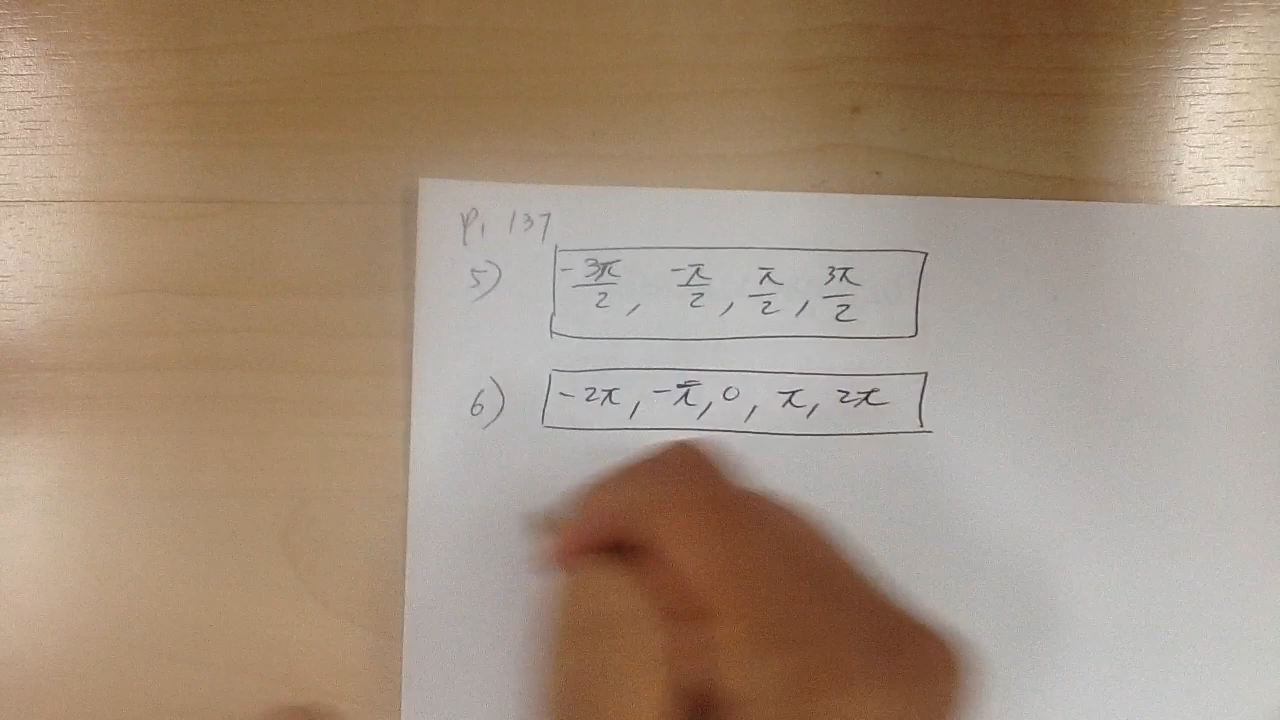 p. 137
5) -3π/2, -π/2, π/2, 3π/2
6) -2π, -π, 0, π, 2π